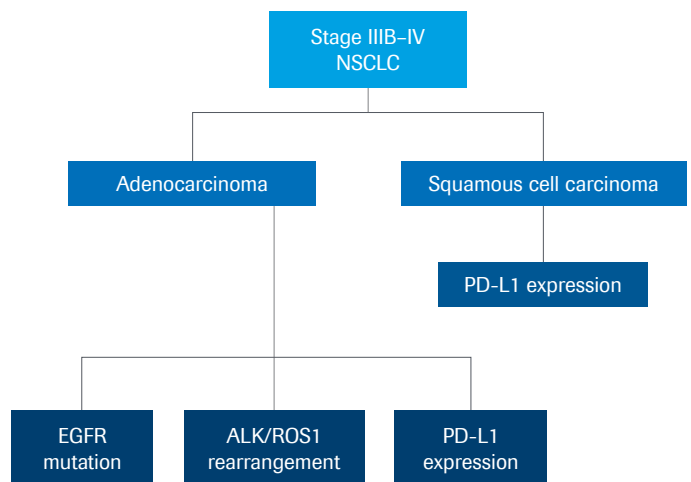 Stage IIIB–IV
NSCLC
Adenocarcinoma
Squamous cell carcinoma
PD-L1 expression
EGFR
mutation
ALK/ROS1
rearrangement
PD-L1
expression